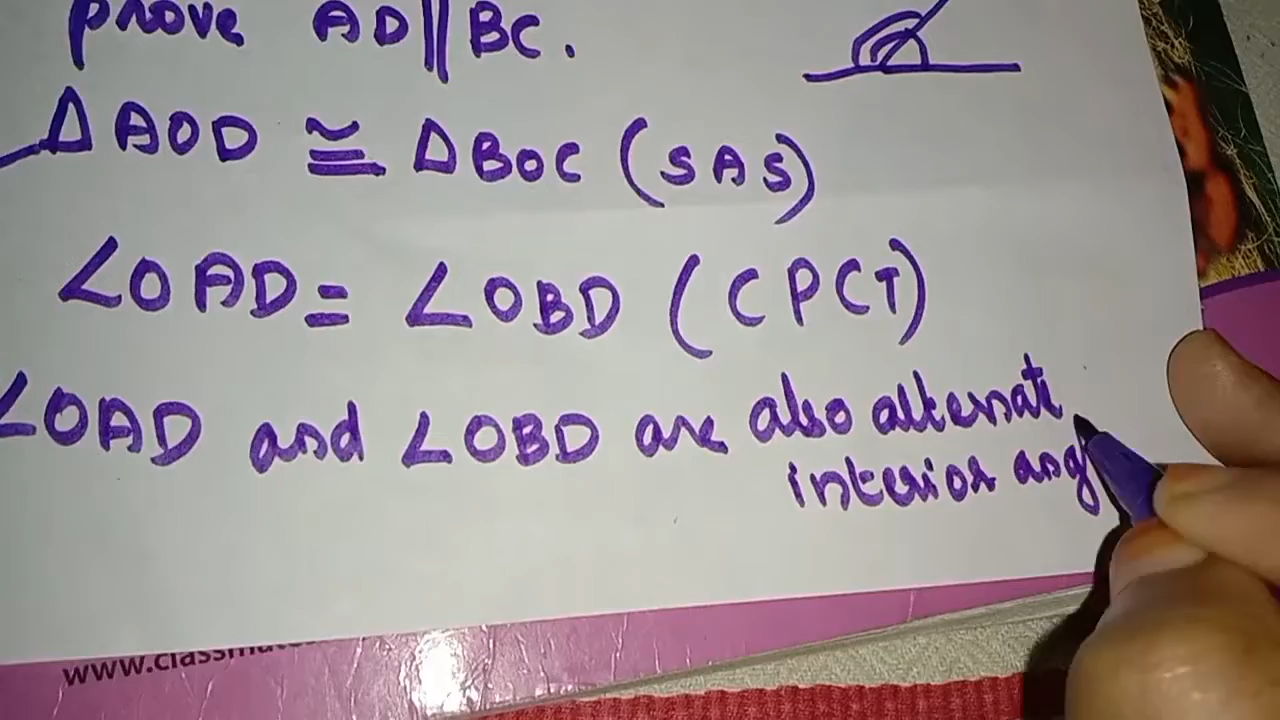 prove AD||BC.
ΔAOD ≅ ΔBOC (SAS)
∠OAD = ∠OBD (CPCT)
∠OAD and ∠OBD are also alternate
interior ang
www.classmate